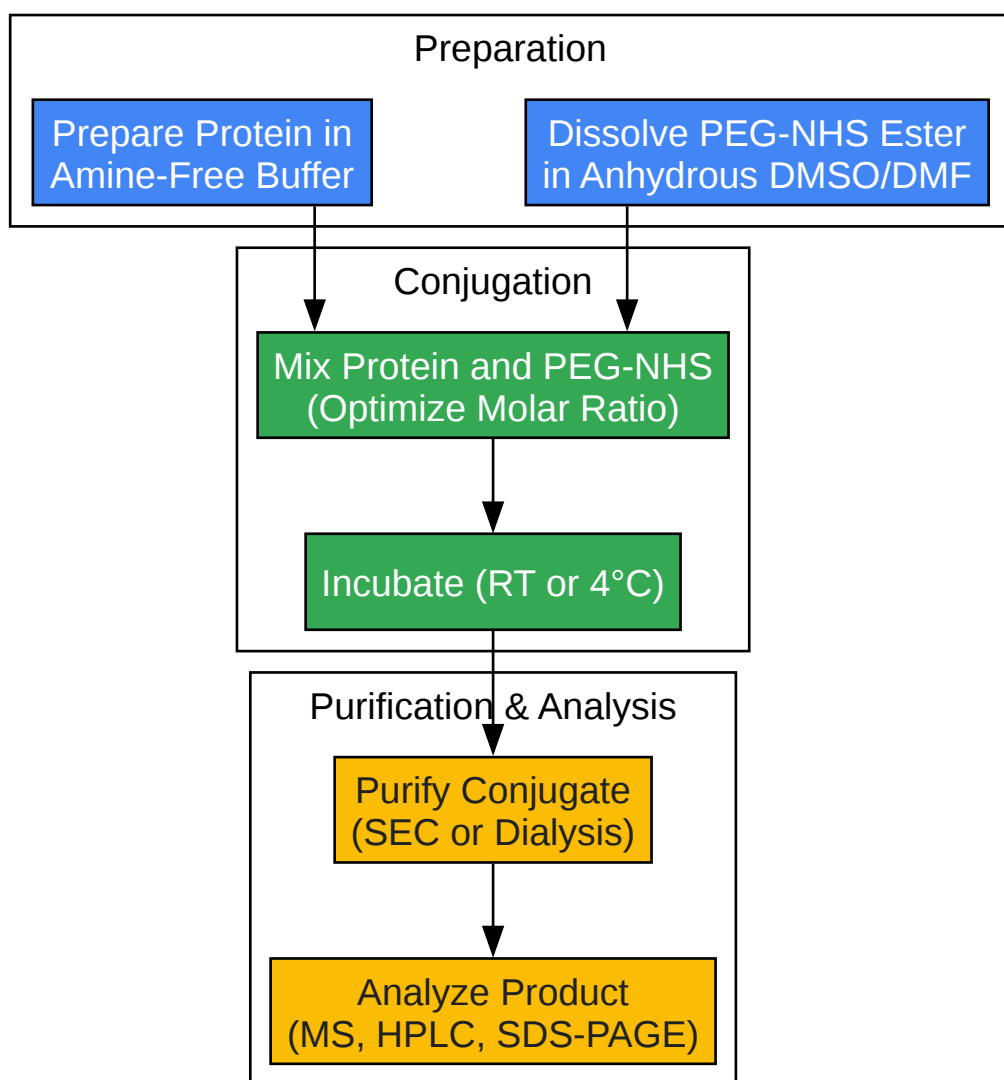 Preparation
Prepare Protein in
Amine-Free Buffer
Dissolve PEG-NHS Ester
in Anhydrous DMSO/DMF
Conjugation
Mix Protein and PEG-NHS
(Optimize Molar Ratio)
Incubate (RT or 4°C)
Purification & Analysis
Purify Conjugate
(SEC or Dialysis)
Analyze Product
(MS, HPLC, SDS-PAGE)